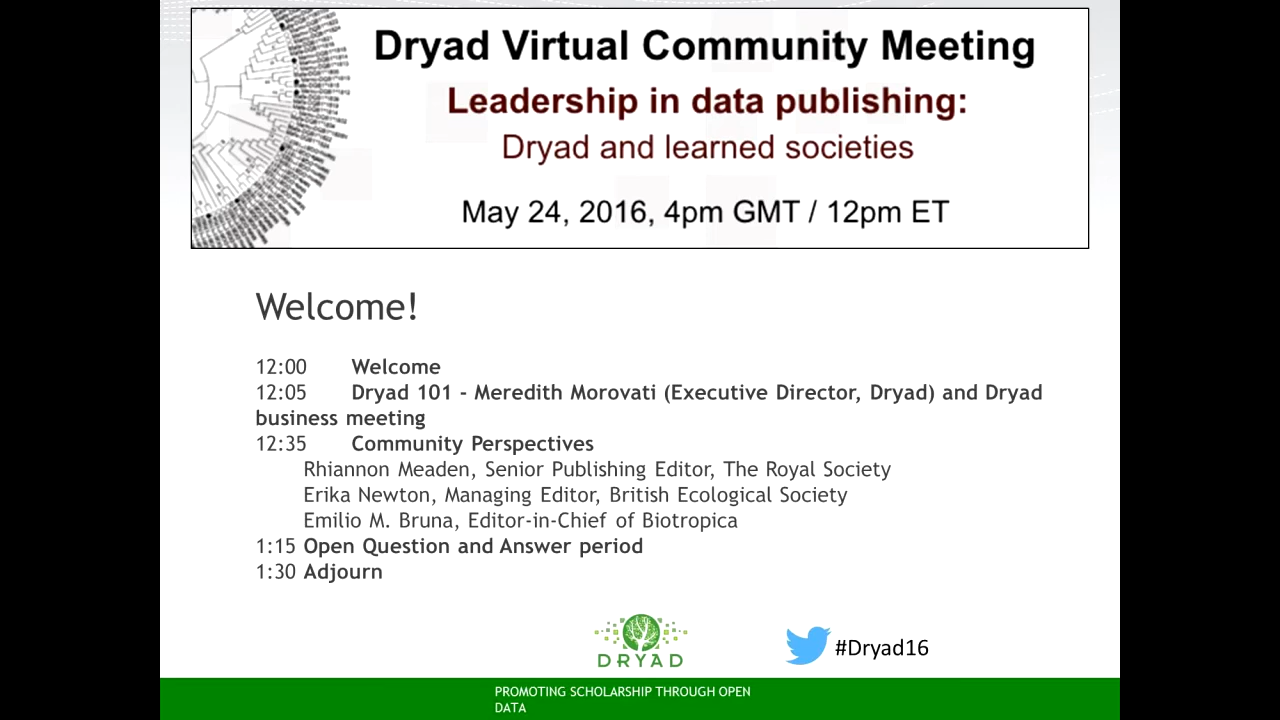 Dryad Virtual Community Meeting
Leadership in data publishing:
Dryad and learned societies
May 24, 2016, 4pm GMT / 12pm ET
Welcome!
12:00 Welcome
12:05 Dryad 101 - Meredith Morovati (Executive Director, Dryad) and Dryad
business meeting
12:35 Community Perspectives
Rhiannon Meaden, Senior Publishing Editor, The Royal Society
Erika Newton, Managing Editor, British Ecological Society
Emilio M. Bruna, Editor-in-Chief of Biotropica
1:15 Open Question and Answer period
1:30 Adjourn
DRYAD
#Dryad16
PROMOTING SCHOLARSHIP THROUGH OPEN
DATA